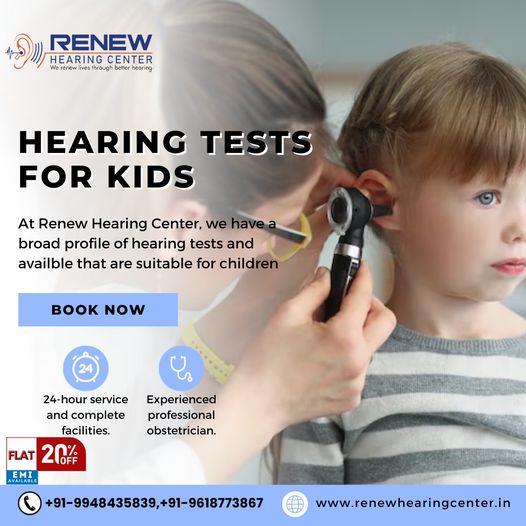 RENEW
HEARING CENTER
We renew lives through better hearing
HEARING TESTS
FOR KIDS
At Renew Hearing Center, we have a
broad profile of hearing tests and
availble that are suitable for children
BOOK NOW
24
24-hour service
and complete
facilities.
Experienced
professional
obstetrician.
FLAT 20% OFF
EMI
AVAILABLE
+91-9948435839,+91-9618773867
www.renewhearingcenter.in